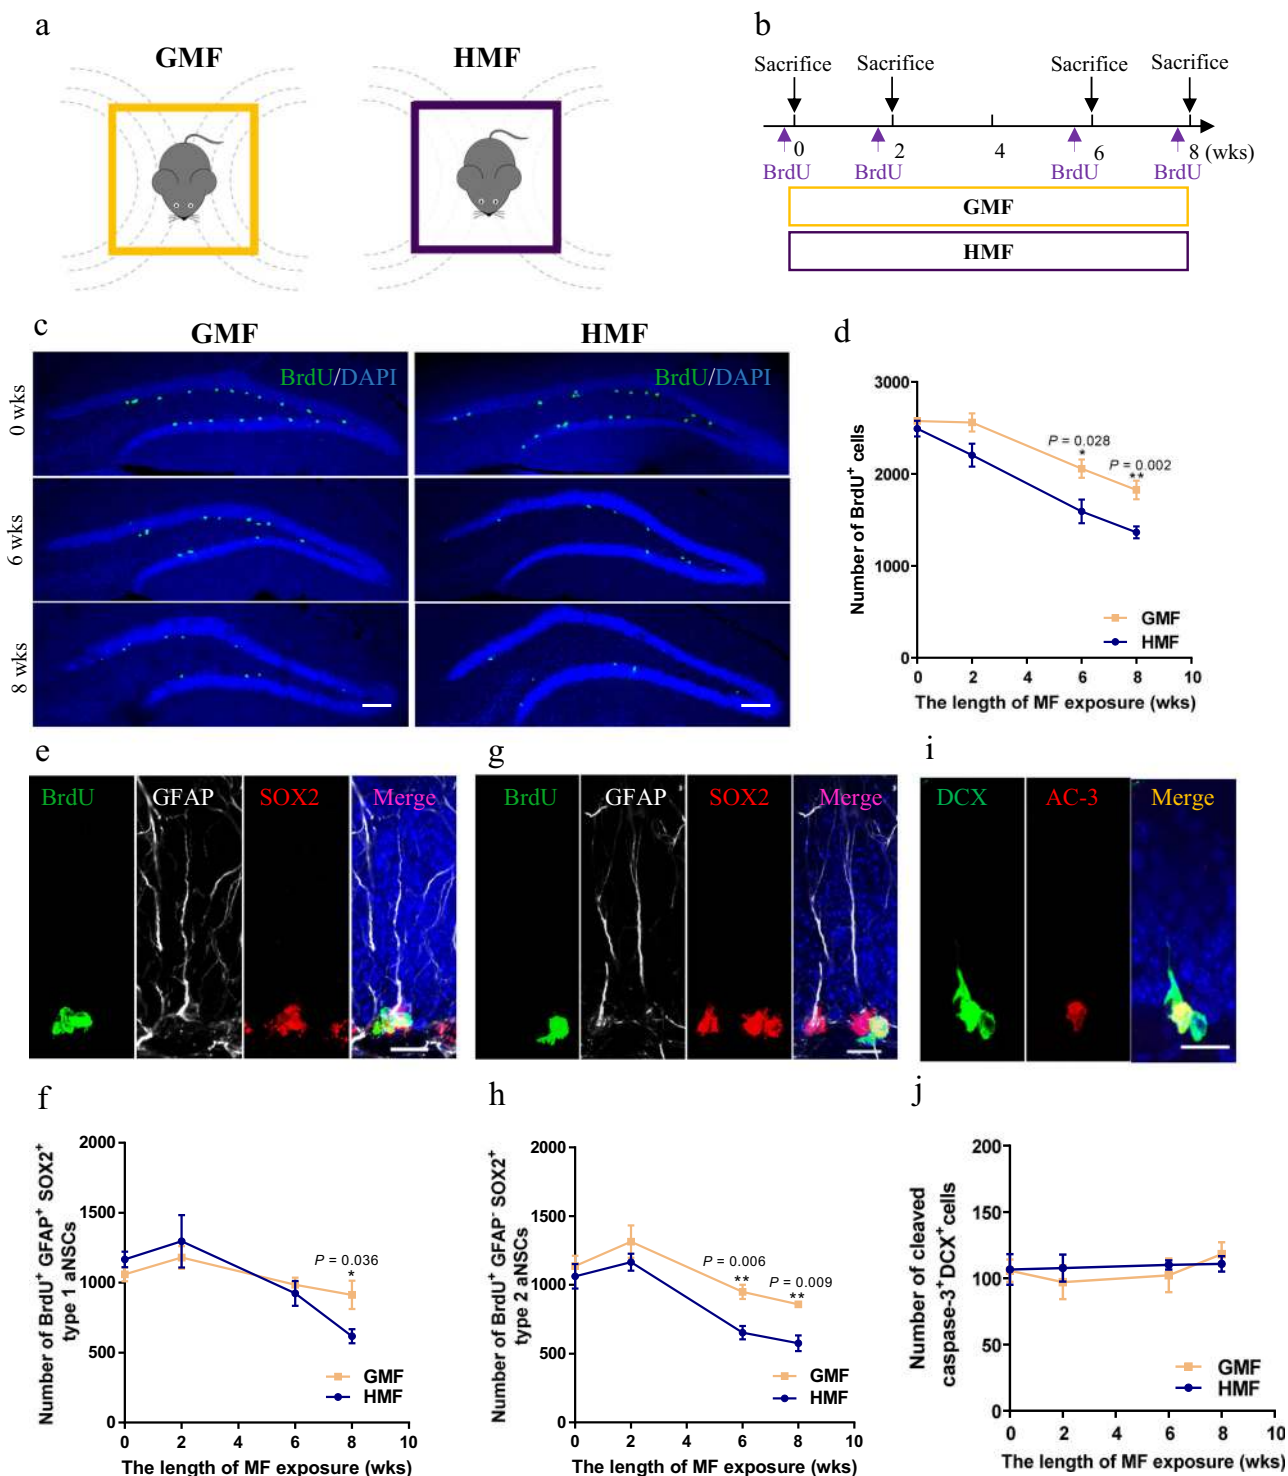 a
GMF
HMF
b
Sacrifice Sacrifice Sacrifice Sacrifice
0 2 4 6 8 (wks)
BrdU BrdU BrdU BrdU
GMF
HMF
c
GMF HMF
0 wks
BrdU/DAPI
BrdU/DAPI
6 wks
8 wks
d
Number of BrdU⁺ cells
3000
2000
1000
0
P = 0.028
*
P = 0.002
**
GMF
HMF
0 2 4 6 8 10
The length of MF exposure (wks)
e
BrdU GFAP SOX2 Merge
g
BrdU GFAP SOX2 Merge
i
DCX AC-3 Merge
f
Number of BrdU⁺ GFAP⁺ SOX2⁺
type 1 aNSCs
2000
1500
1000
500
0
P = 0.036
*
GMF
HMF
0 2 4 6 8 10
The length of MF exposure (wks)
h
Number of BrdU⁺ GFAP⁻ SOX2⁺
type 2 aNSCs
2000
1500
1000
500
0
P = 0.006
**
P = 0.009
**
GMF
HMF
0 2 4 6 8 10
The length of MF exposure (wks)
j
Number of cleaved
caspase-3⁺DCX⁺cells
200
150
100
50
0
GMF
HMF
0 2 4 6 8 10
The length of MF exposure (wks)